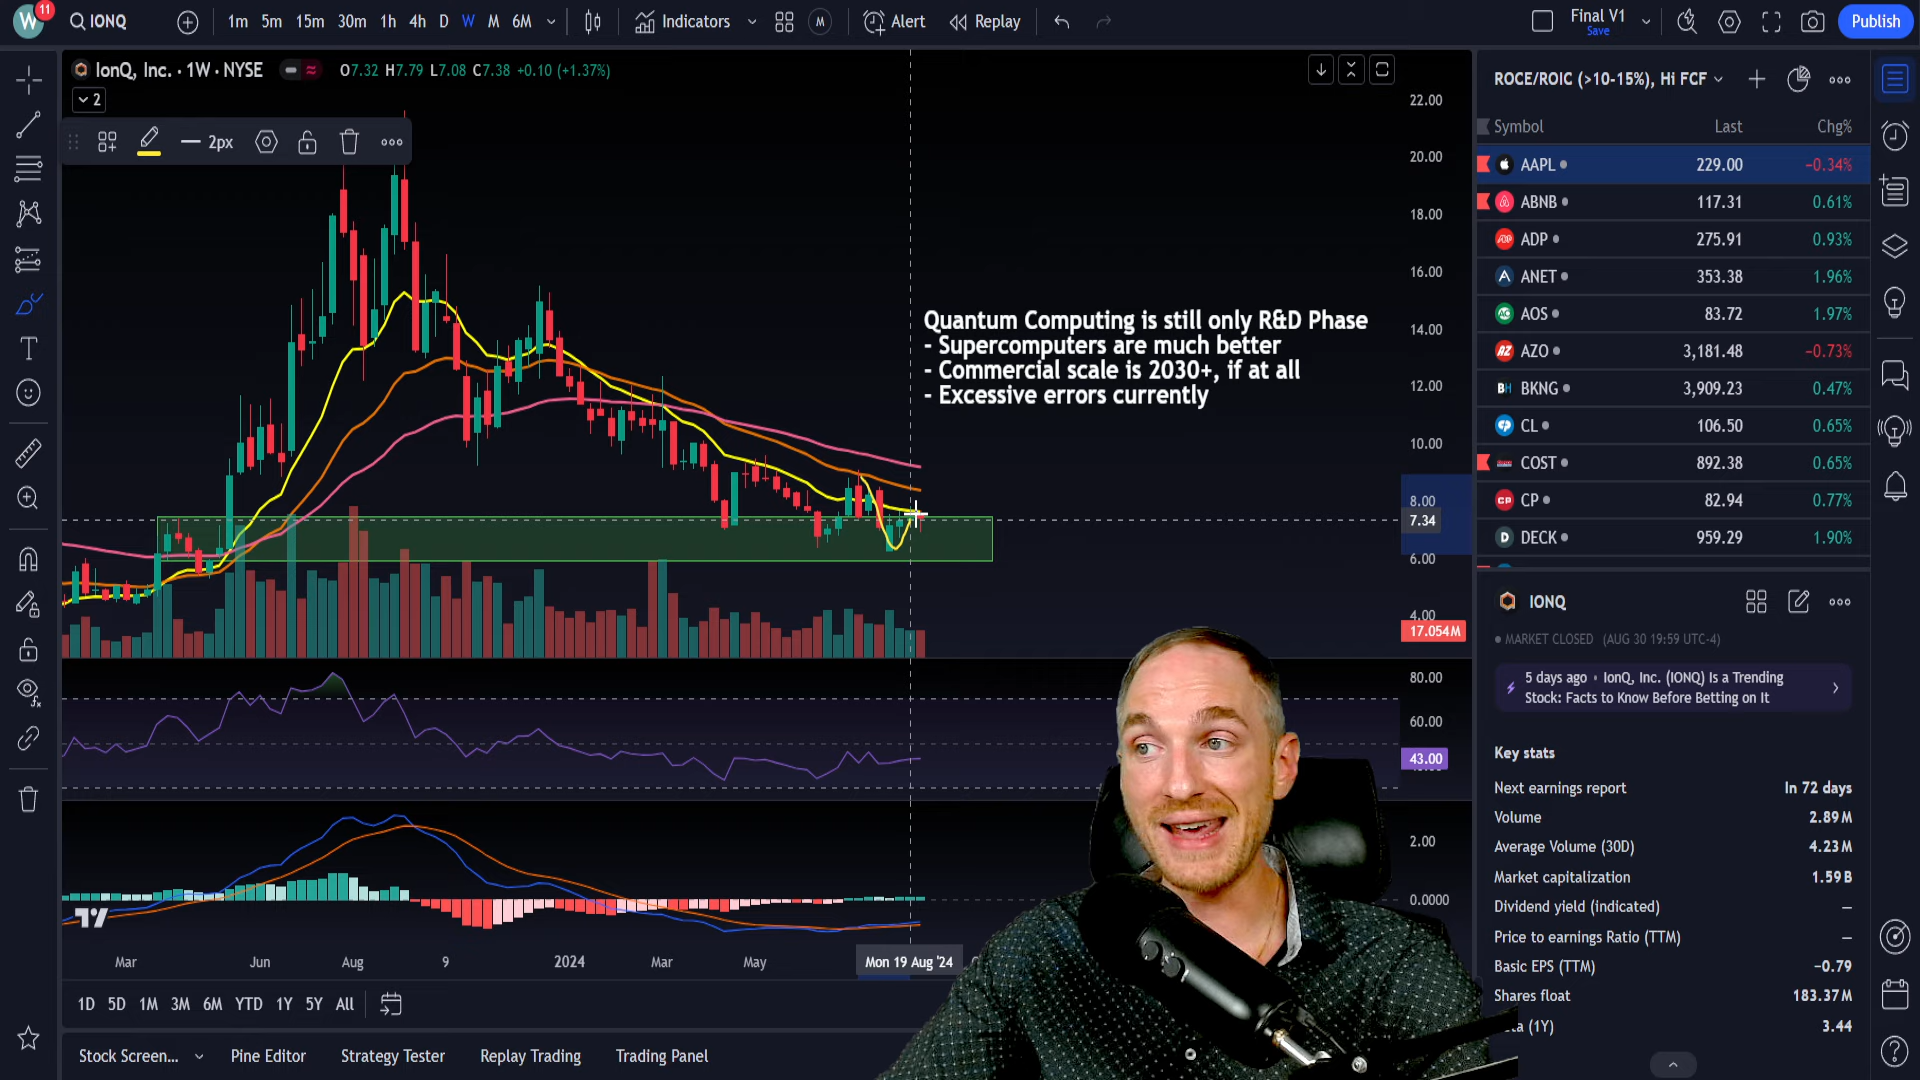 W 11 IONQ 1m 5m 15m 30m 1h 4h D W M 6M Indicators M Alert Replay Final V1 Save Publish
IonQ, Inc. · 1W · NYSE O7.32 H7.79 L7.08 C7.38 +0.10 (+1.37%)
2
2px
22.00
20.00
18.00
16.00
14.00
12.00
10.00
8.00
7.34
6.00
4.00
17.054M
Quantum Computing is still only R&D Phase
- Supercomputers are much better
- Commercial scale is 2030+, if at all
- Excessive errors currently
80.00
60.00
43.00
2.00
0.0000
Mar Jun Aug 9 2024 Mar May Mon 19 Aug '24
1D 5D 1M 3M 6M YTD 1Y 5Y All
Stock Screen... Pine Editor Strategy Tester Replay Trading Trading Panel
ROCE/ROIC (>10-15%), Hi FCF
Symbol Last Chg%
AAPL 229.00 −0.34%
ABNB 117.31 0.61%
ADP 275.91 0.93%
ANET 353.38 1.96%
AOS 83.72 1.97%
AZO 3,181.48 −0.73%
BKNG 3,909.23 0.47%
CL 106.50 0.65%
COST 892.38 0.65%
CP 82.94 0.77%
DECK 959.29 1.90%
IONQ
MARKET CLOSED (AUG 30 19:59 UTC-4)
5 days ago · IonQ, Inc. (IONQ) Is a Trending
Stock: Facts to Know Before Betting on It
Key stats
Next earnings report In 72 days
Volume 2.89M
Average Volume (30D) 4.23M
Market capitalization 1.59B
Dividend yield (indicated) —
Price to earnings Ratio (TTM) —
Basic EPS (TTM) −0.79
Shares float 183.37M
(1Y) 3.44